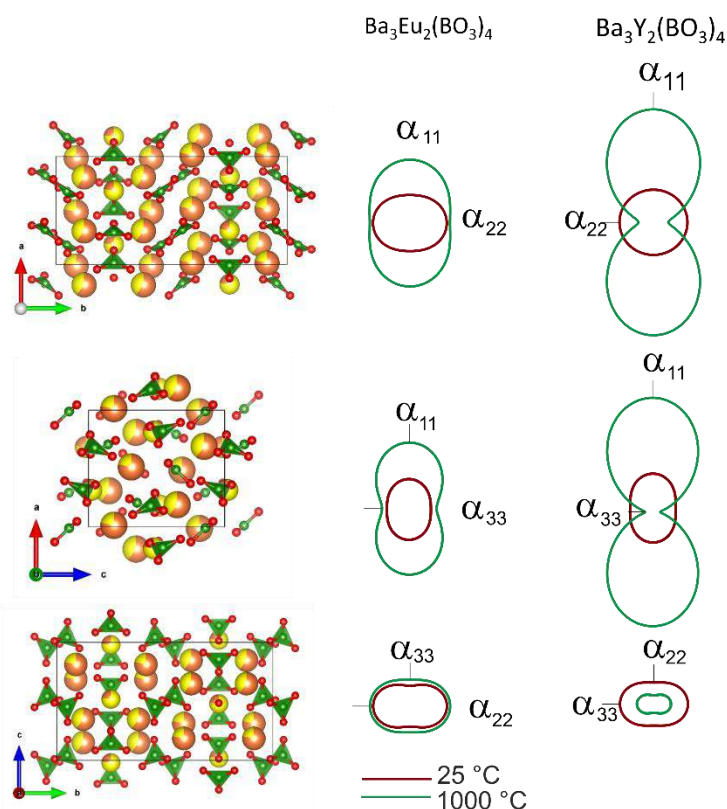 Ba₃Eu₂(BO₃)₄
Ba₃Y₂(BO₃)₄
α₁₁
α₁₁
α₂₂
α₂₂
a
b
α₁₁
α₁₁
α₃₃
α₃₃
a
b
c
α₃₃
α₂₂
α₂₂
α₃₃
c
a
b
25 °C
1000 °C